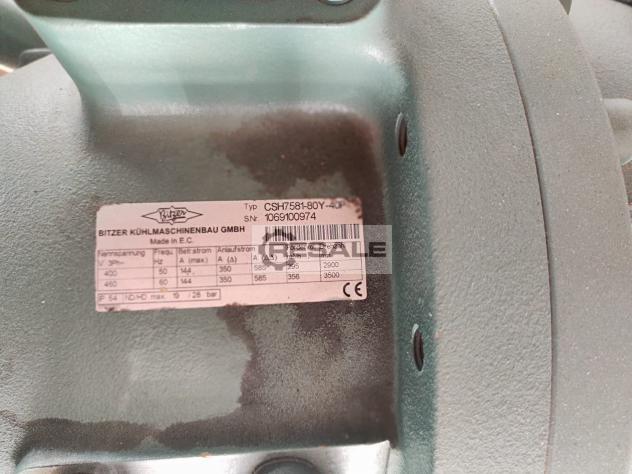 Bitzer
Typ CSH7581-80Y-40P
S.Nr. 1069100974
BITZER KÜHLMASCHINENBAU GMBH
Made in E.C.
RESALE
Nennspannung Frequ. Betr.strom Anlaufstrom
V 3Ph~ Hz A (max.) A (Δ)
400 50 144 350 585 295 2900
460 60 144 350 585 356 3500
IP 54 ND/HD max. 19 / 28 bar CE